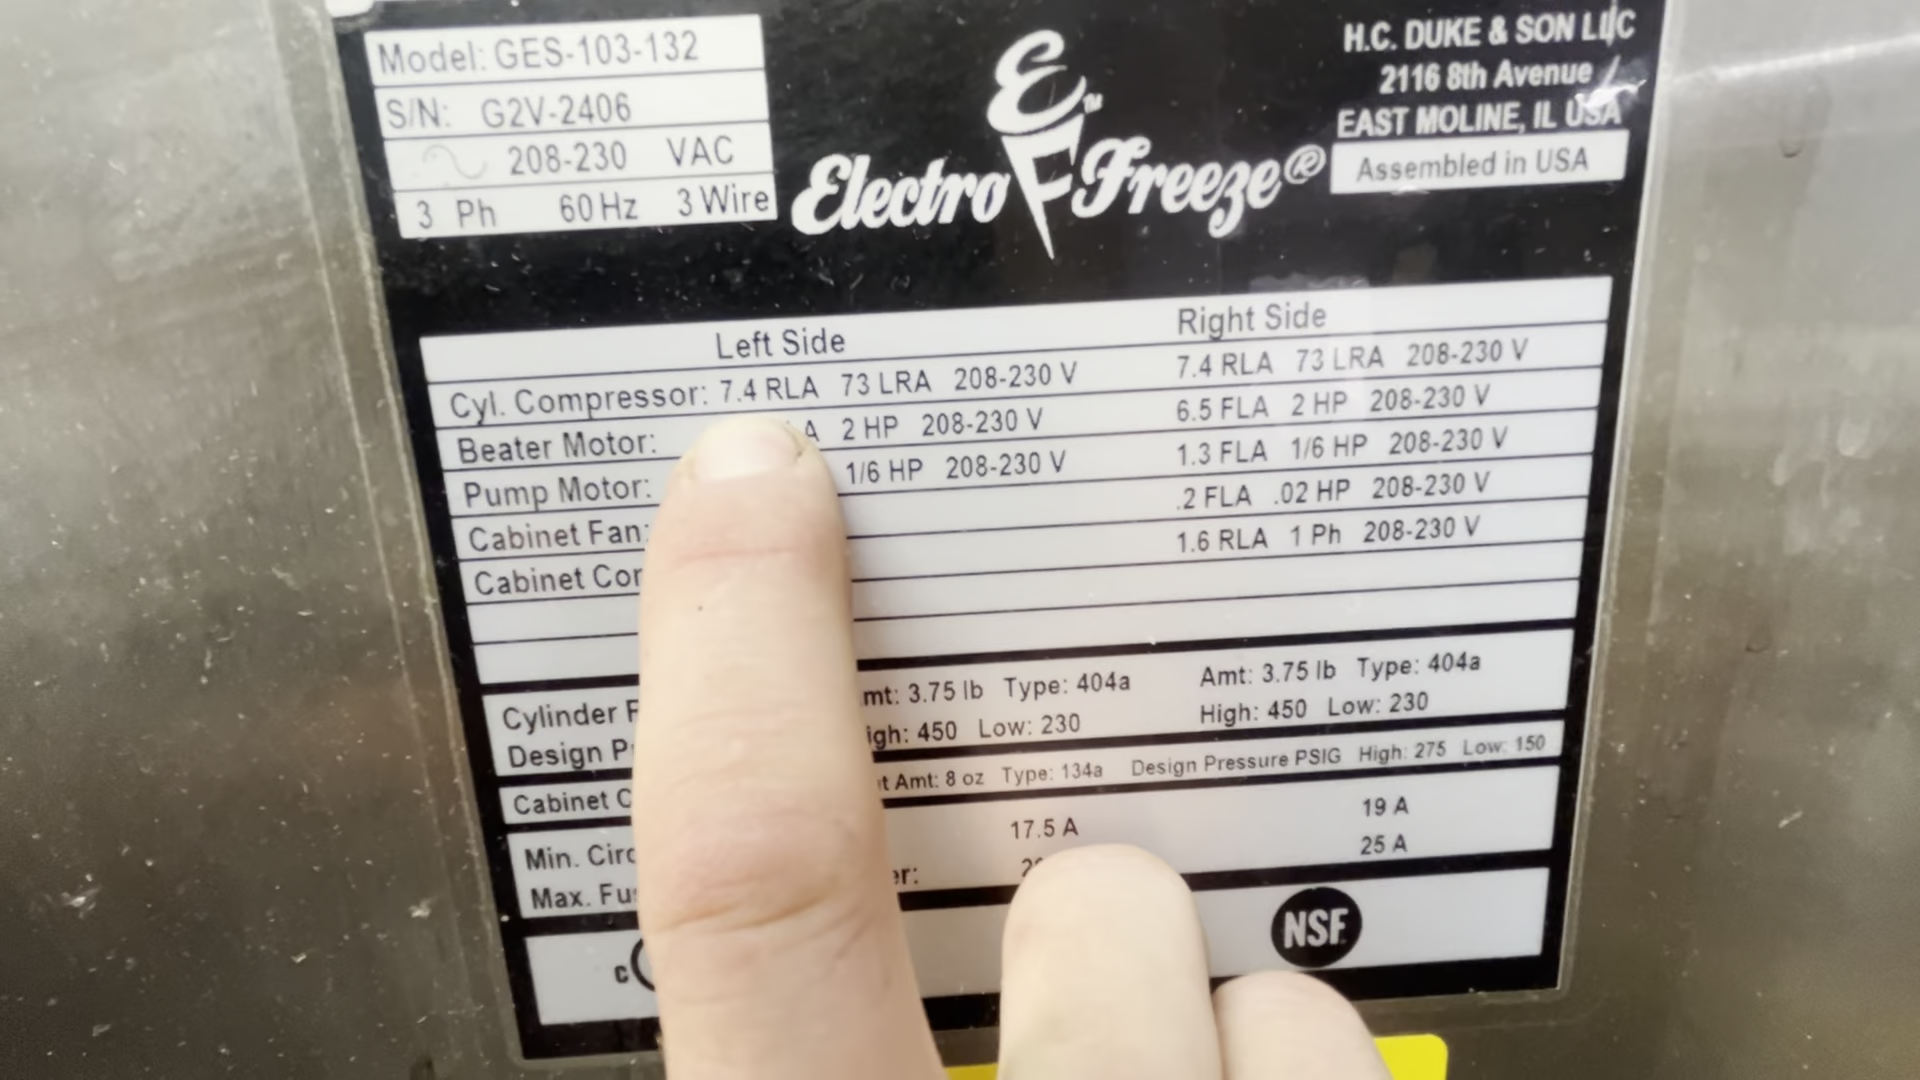 Model: GES-103-132
S/N: G2V-2406
208-230 VAC
3 Ph 60 Hz 3 Wire
E™
Electro Freeze®
H.C. DUKE & SON LLC
2116 8th Avenue
EAST MOLINE, IL USA
Assembled in USA
Left Side Right Side
Cyl. Compressor: 7.4 RLA 73 LRA 208-230 V 7.4 RLA 73 LRA 208-230 V
Beater Motor: 2 HP 208-230 V 6.5 FLA 2 HP 208-230 V
Pump Motor: 1/6 HP 208-230 V 1.3 FLA 1/6 HP 208-230 V
Cabinet Fan: .2 FLA .02 HP 208-230 V
Cabinet 1.6 RLA 1 Ph 208-230 V
Cylinder 3.75 lb Type: 404a Amt: 3.75 lb Type: 404a
Design 450 Low: 230 High: 450 Low: 230
Cabinet Amt: 8 oz Type: 134a Design Pressure PSIG High: 275 Low: 150
Min. 17.5 A 19 A
Max. 25 A
c
NSF